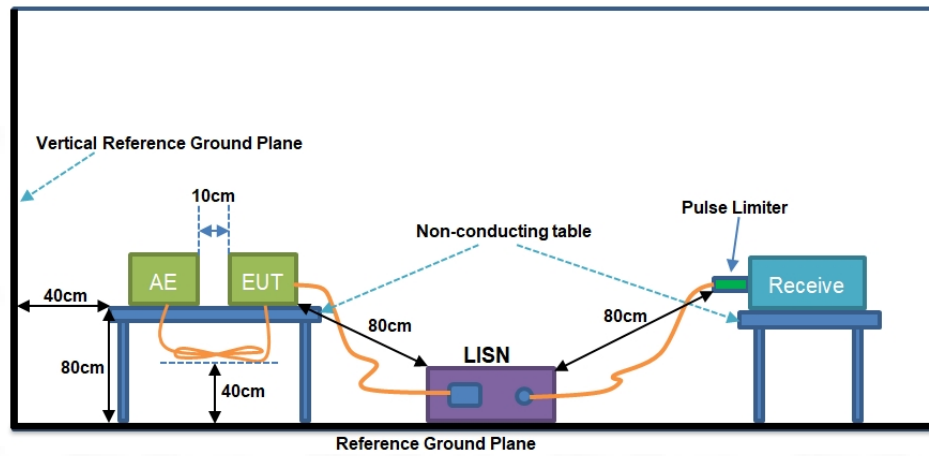 Vertical Reference Ground Plane
10cm
Pulse Limiter
Non-conducting table
AE
EUT
Receive
40cm
80cm
80cm
LISN
80cm
40cm
Reference Ground Plane